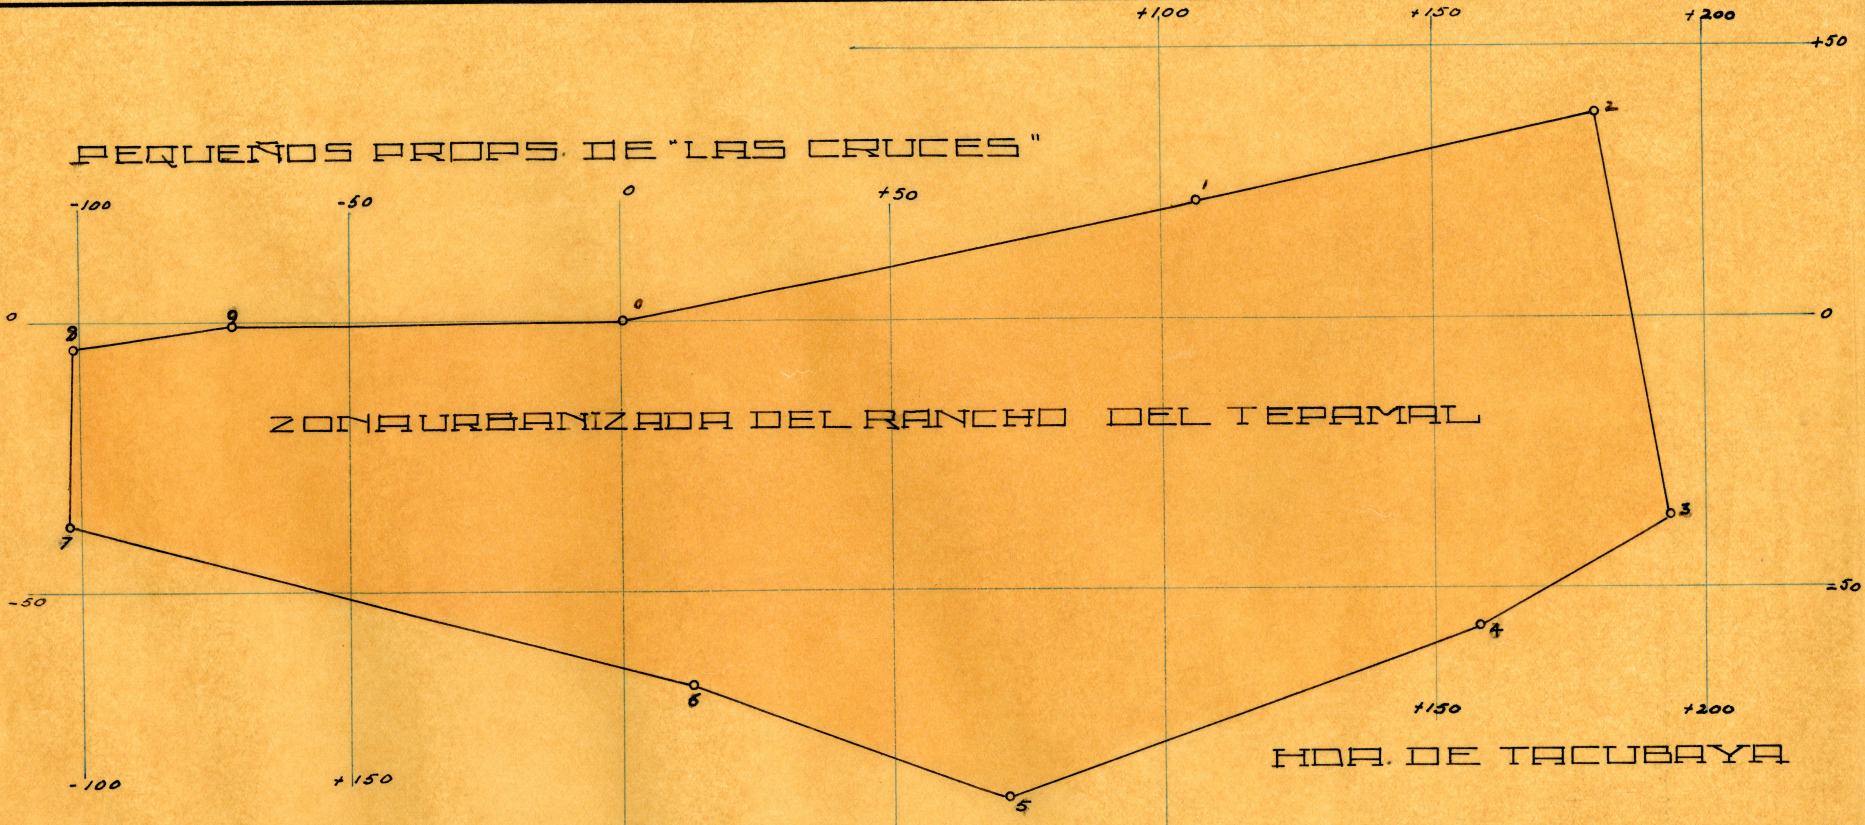 +100 +150 +200
+50
2
PEQUEÑOS PROPS. DE "LAS CRUCES"
1
-100 -50 0 +50
0
0 8 9 0
ZONA URBANIZADA DEL RANCHO DEL TEPAMAL
3
7
-50 -50
4
6
+150 +200
HDA. DE TACUBAYA
-100 +150
5